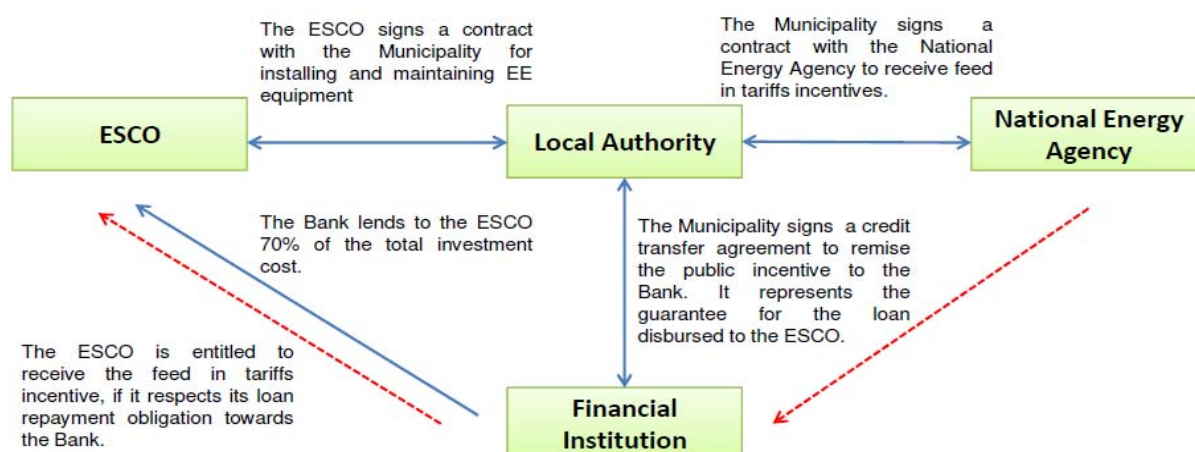 The ESCO signs a contract
with the Municipality for
installing and maintaining EE
equipment
The Municipality signs a
contract with the National
Energy Agency to receive feed
in tariffs incentives.
ESCO
Local Authority
National Energy
Agency
The Bank lends to the ESCO
70% of the total investment
cost.
The Municipality signs a credit
transfer agreement to remise
the public incentive to the
Bank. It represents the
guarantee for the loan
disbursed to the ESCO.
The ESCO is entitled to
receive the feed in tariffs
incentive, if it respects its loan
repayment obligation towards
the Bank.
Financial
Institution